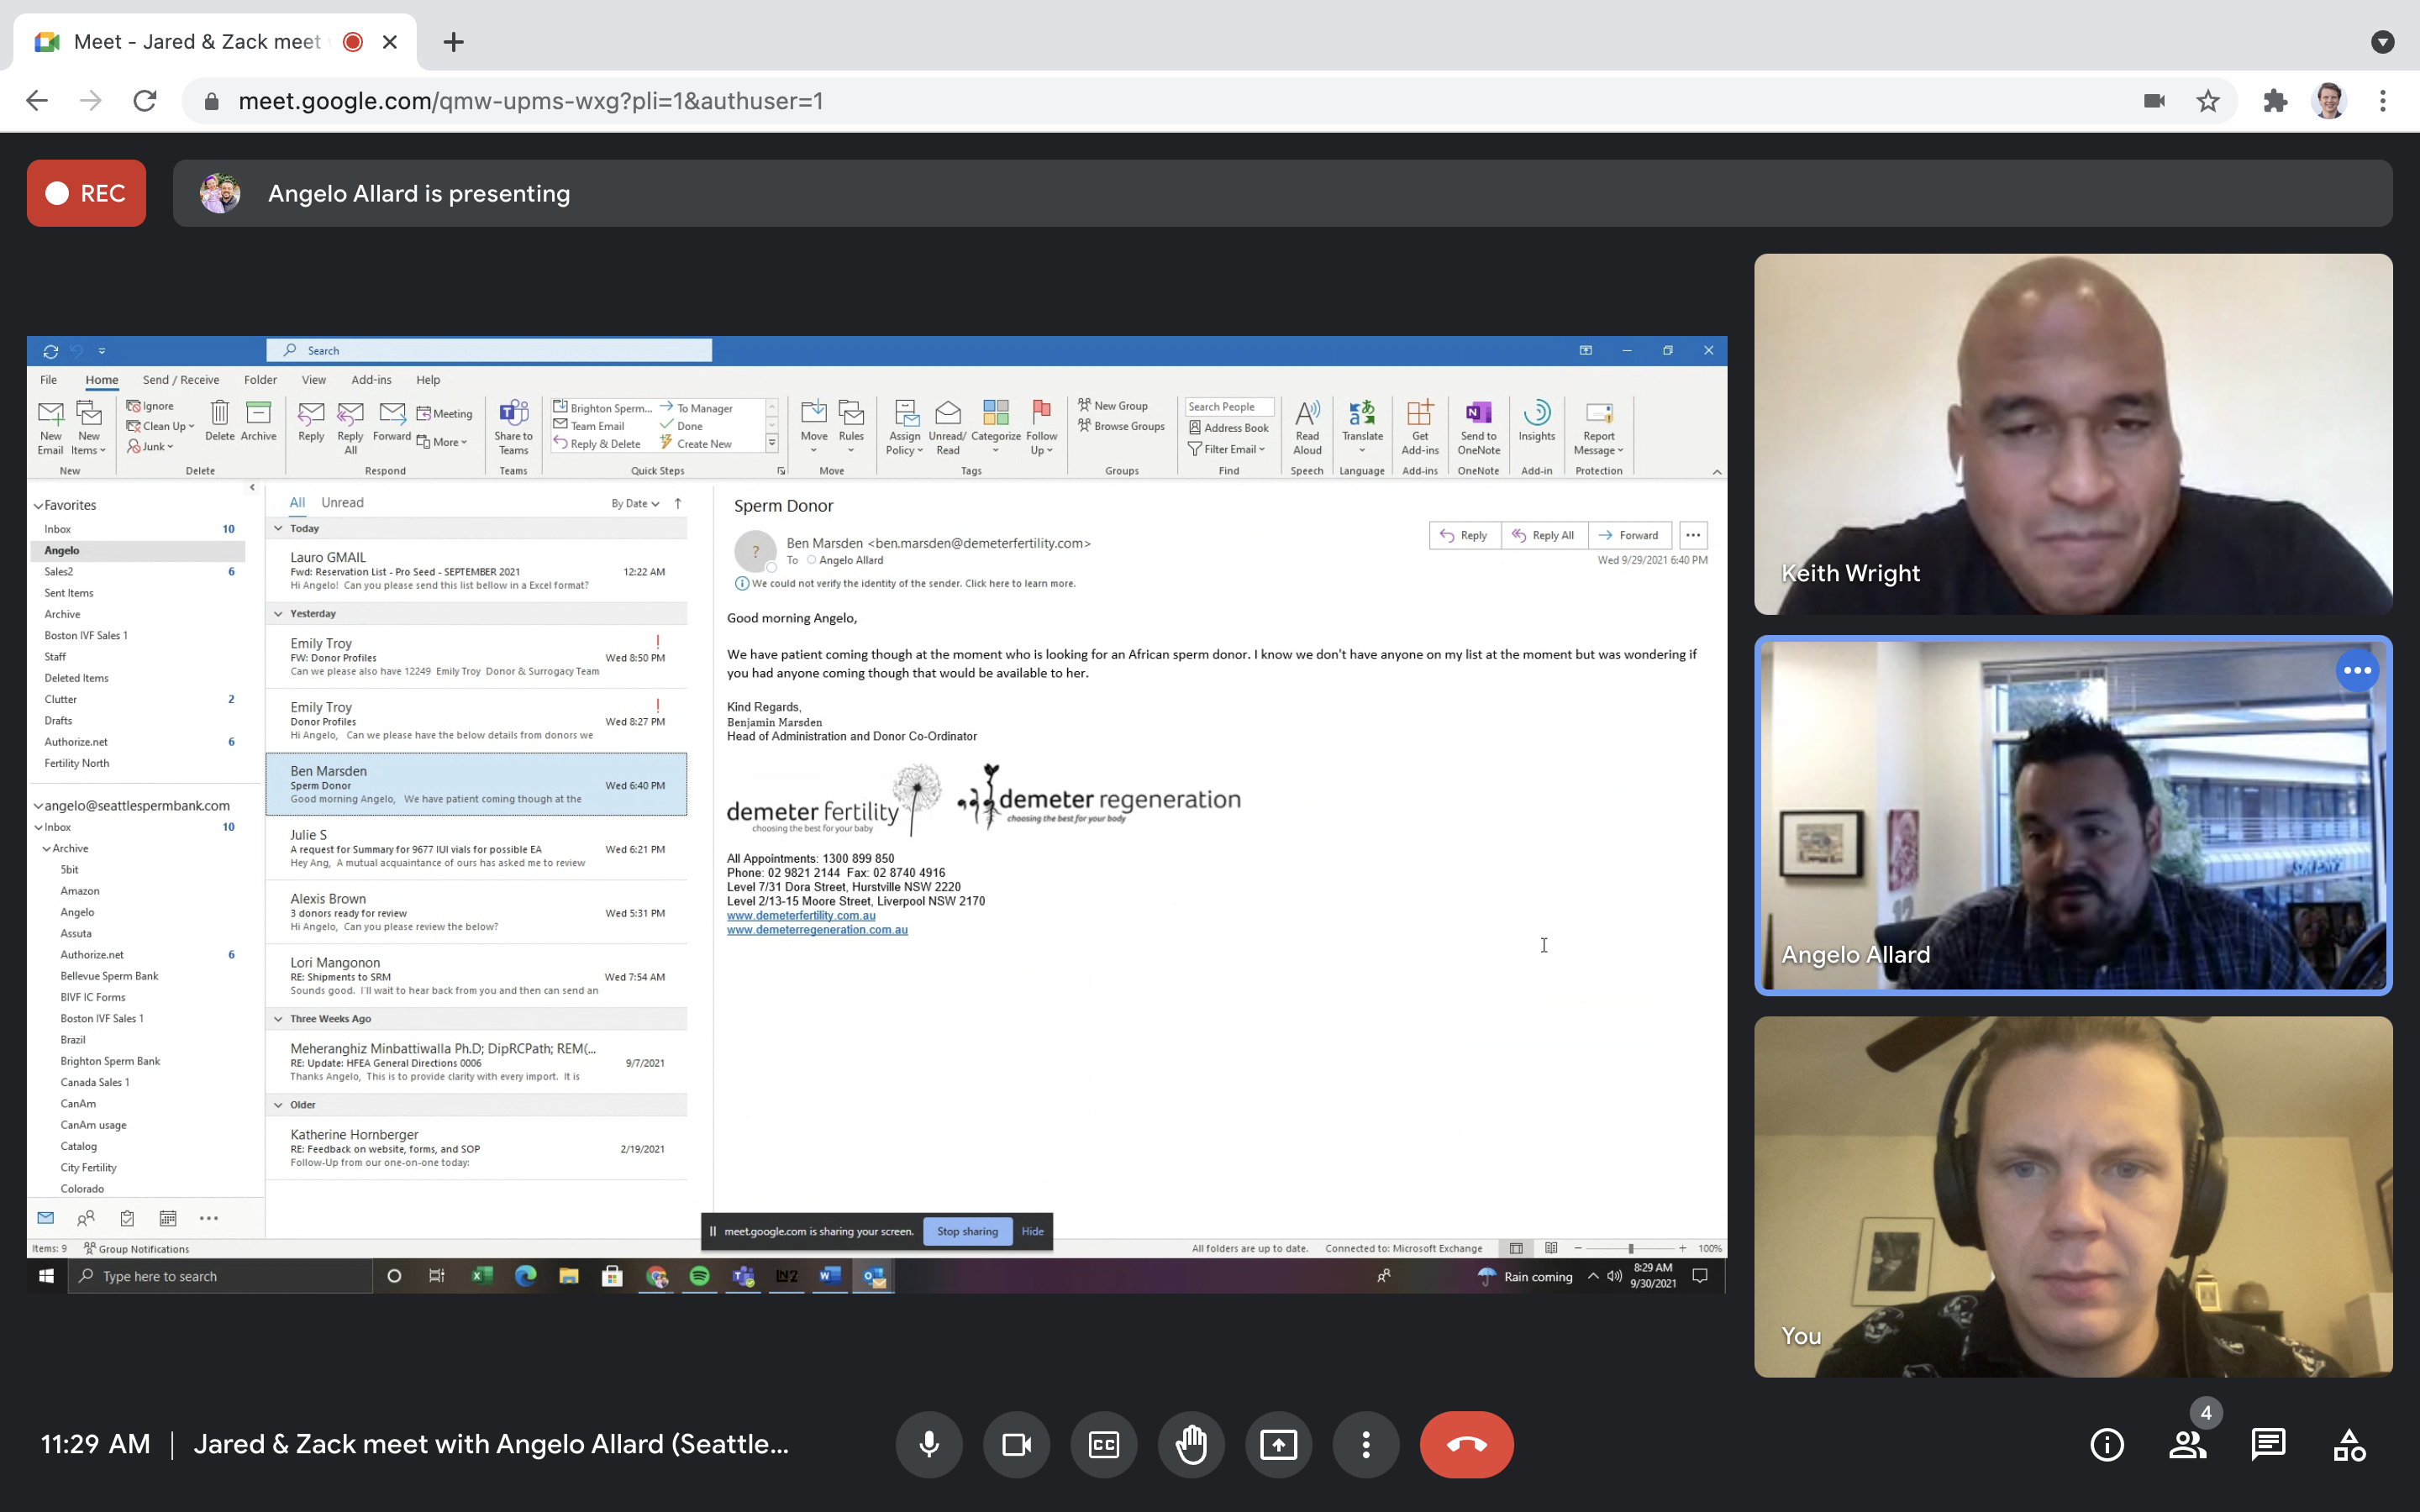 Meet - Jared & Zack meet
meet.google.com/qmw-upms-wxg?pli=1&authuser=1
REC
Angelo Allard is presenting
Search
File Home Send / Receive Folder View Add-ins Help
New Email
New Items
New
Ignore
Clean Up
Junk
Delete
Archive
Delete
Reply
Reply All
Forward
Meeting
More
Respond
Share to Teams
Teams
Brighton Sperm...
Team Email
Reply & Delete
To Manager
Done
Create New
Quick Steps
Move
Rules
Move
Assign Policy
Unread/ Read
Categorize
Follow Up
Tags
New Group
Browse Groups
Groups
Search People
Address Book
Filter Email
Find
Read Aloud
Speech
Translate
Language
Get Add-ins
Add-ins
Send to OneNote
OneNote
Insights
Add-in
Report Message
Protection
Favorites
Inbox 10
Angelo
Sales2 6
Sent Items
Archive
Boston IVF Sales 1
Staff
Deleted Items
Clutter 2
Drafts
Authorize.net 6
Fertility North
angelo@seattlespermbank.com
Inbox 10
Archive
5bit
Amazon
Angelo
Assuta
Authorize.net 6
Bellevue Sperm Bank
BIVF IC Forms
Boston IVF Sales 1
Brazil
Brighton Sperm Bank
Canada Sales 1
CanAm
CanAm usage
Catalog
City Fertility
Colorado
Items: 9 Group Notifications
All Unread By Date
Today
Lauro GMAIL
Fwd: Reservation List - Pro Seed - SEPTEMBER 2021 12:22 AM
Hi Angelo! Can you please send this list bellow in a Excel format?
Yesterday
Emily Troy
FW: Donor Profiles Wed 8:50 PM
Can we please also have 12249 Emily Troy Donor & Surrogacy Team
Emily Troy
Donor Profiles Wed 8:27 PM
Hi Angelo, Can we please have the below details from donors we
Ben Marsden
Sperm Donor Wed 6:40 PM
Good morning Angelo, We have patient coming though at the
Julie S
A request for Summary for 9677 IUI vials for possible EA Wed 6:21 PM
Hey Ang, A mutual acquaintance of ours has asked me to review
Alexis Brown
3 donors ready for review Wed 5:31 PM
Hi Angelo, Can you please review the below?
Lori Mangonon
RE: Shipments to SRM Wed 7:54 AM
Sounds good. I'll wait to hear back from you and then can send an
Three Weeks Ago
Meheranghiz Minbattiwalla Ph.D; DipRCPath; REM(...
RE: Update: HFEA General Directions 0006 9/7/2021
Thanks Angelo, This is to provide clarity with every import. It is
Older
Katherine Hornberger
RE: Feedback on website, forms, and SOP 2/19/2021
Follow-Up from our one-on-one today:
Sperm Donor
?
Ben Marsden <ben.marsden@demeterfertility.com>
To Angelo Allard
Reply Reply All Forward
Wed 9/29/2021 6:40 PM
We could not verify the identity of the sender. Click here to learn more.
Good morning Angelo,
We have patient coming though at the moment who is looking for an African sperm donor. I know we don't have anyone on my list at the moment but was wondering if
you had anyone coming though that would be available to her.
Kind Regards,
Benjamin Marsden
Head of Administration and Donor Co-Ordinator
demeter fertility
choosing the best for your baby
demeter regeneration
choosing the best for your body
All Appointments: 1300 899 850
Phone: 02 9821 2144 Fax: 02 8740 4916
Level 7/31 Dora Street, Hurstville NSW 2220
Level 2/13-15 Moore Street, Liverpool NSW 2170
www.demeterfertility.com.au
www.demeterregeneration.com.au
meet.google.com is sharing your screen. Stop sharing Hide
All folders are up to date. Connected to: Microsoft Exchange 100%
Type here to search
Rain coming
8:29 AM
9/30/2021
Keith Wright
Angelo Allard
You
11:29 AM | Jared & Zack meet with Angelo Allard (Seattle...
CC
4